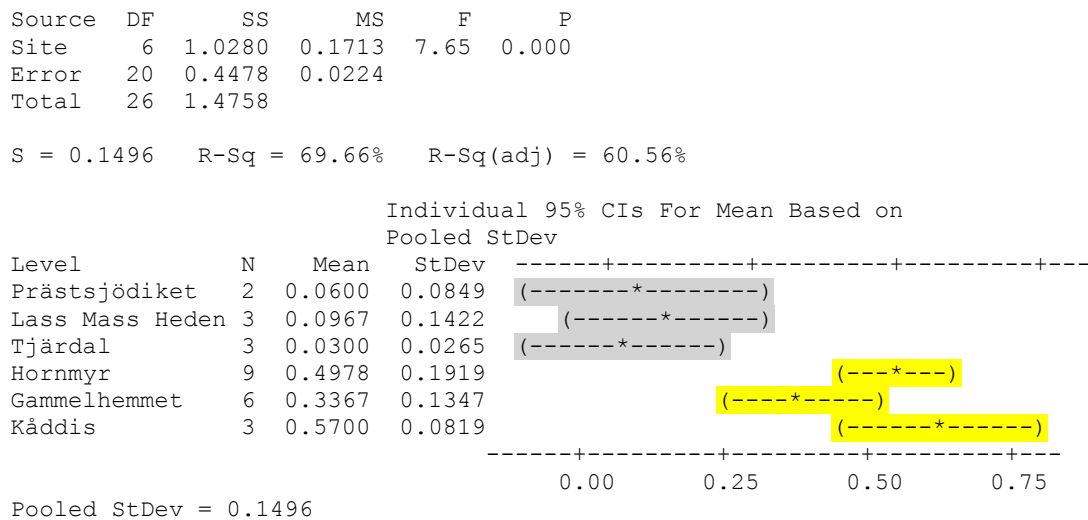 Source  DF      SS      MS     F      P
Site     6  1.0280  0.1713  7.65  0.000
Error   20  0.4478  0.0224
Total   26  1.4758
S = 0.1496   R-Sq = 69.66%   R-Sq(adj) = 60.56%
Individual 95% CIs For Mean Based on
Pooled StDev
Level           N    Mean   StDev  ------+---------+---------+---------+---
Prästsjödiket   2  0.0600  0.0849  (-------*--------)
Lass Mass Heden 3  0.0967  0.1422     (------*------)
Tjärdal         3  0.0300  0.0265  (------*------)
Hornmyr         9  0.4978  0.1919                        (---*---)
Gammelhemmet    6  0.3367  0.1347                (----*-----)
Kåddis          3  0.5700  0.0819                        (------*------)
------+---------+---------+---------+---
0.00      0.25      0.50      0.75
Pooled StDev = 0.1496